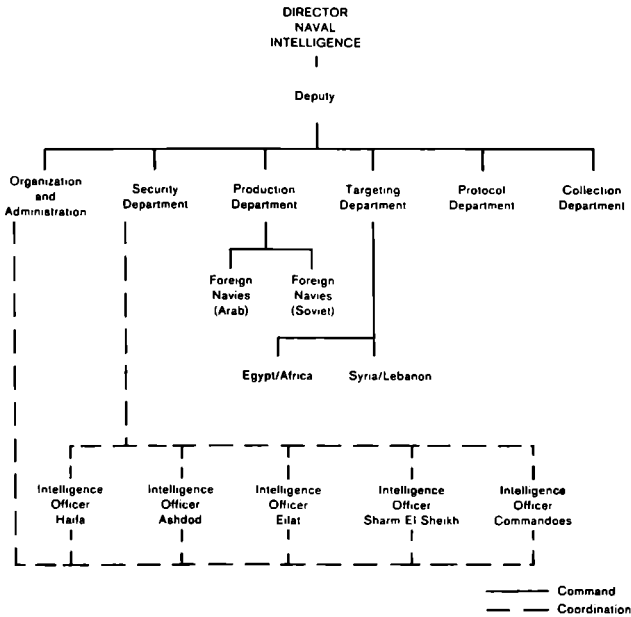 DIRECTOR
NAVAL
INTELLIGENCE
Deputy
Organization
and
Administration
Security
Department
Production
Department
Targeting
Department
Protocol
Department
Collection
Department
Foreign
Navies
(Arab)
Foreign
Navies
(Soviet)
Egypt/Africa
Syria/Lebanon
Intelligence
Officer
Haifa
Intelligence
Officer
Ashdod
Intelligence
Officer
Eilat
Intelligence
Officer
Sharm El Sheikh
Intelligence
Officer
Commandoes
Command
Coordination